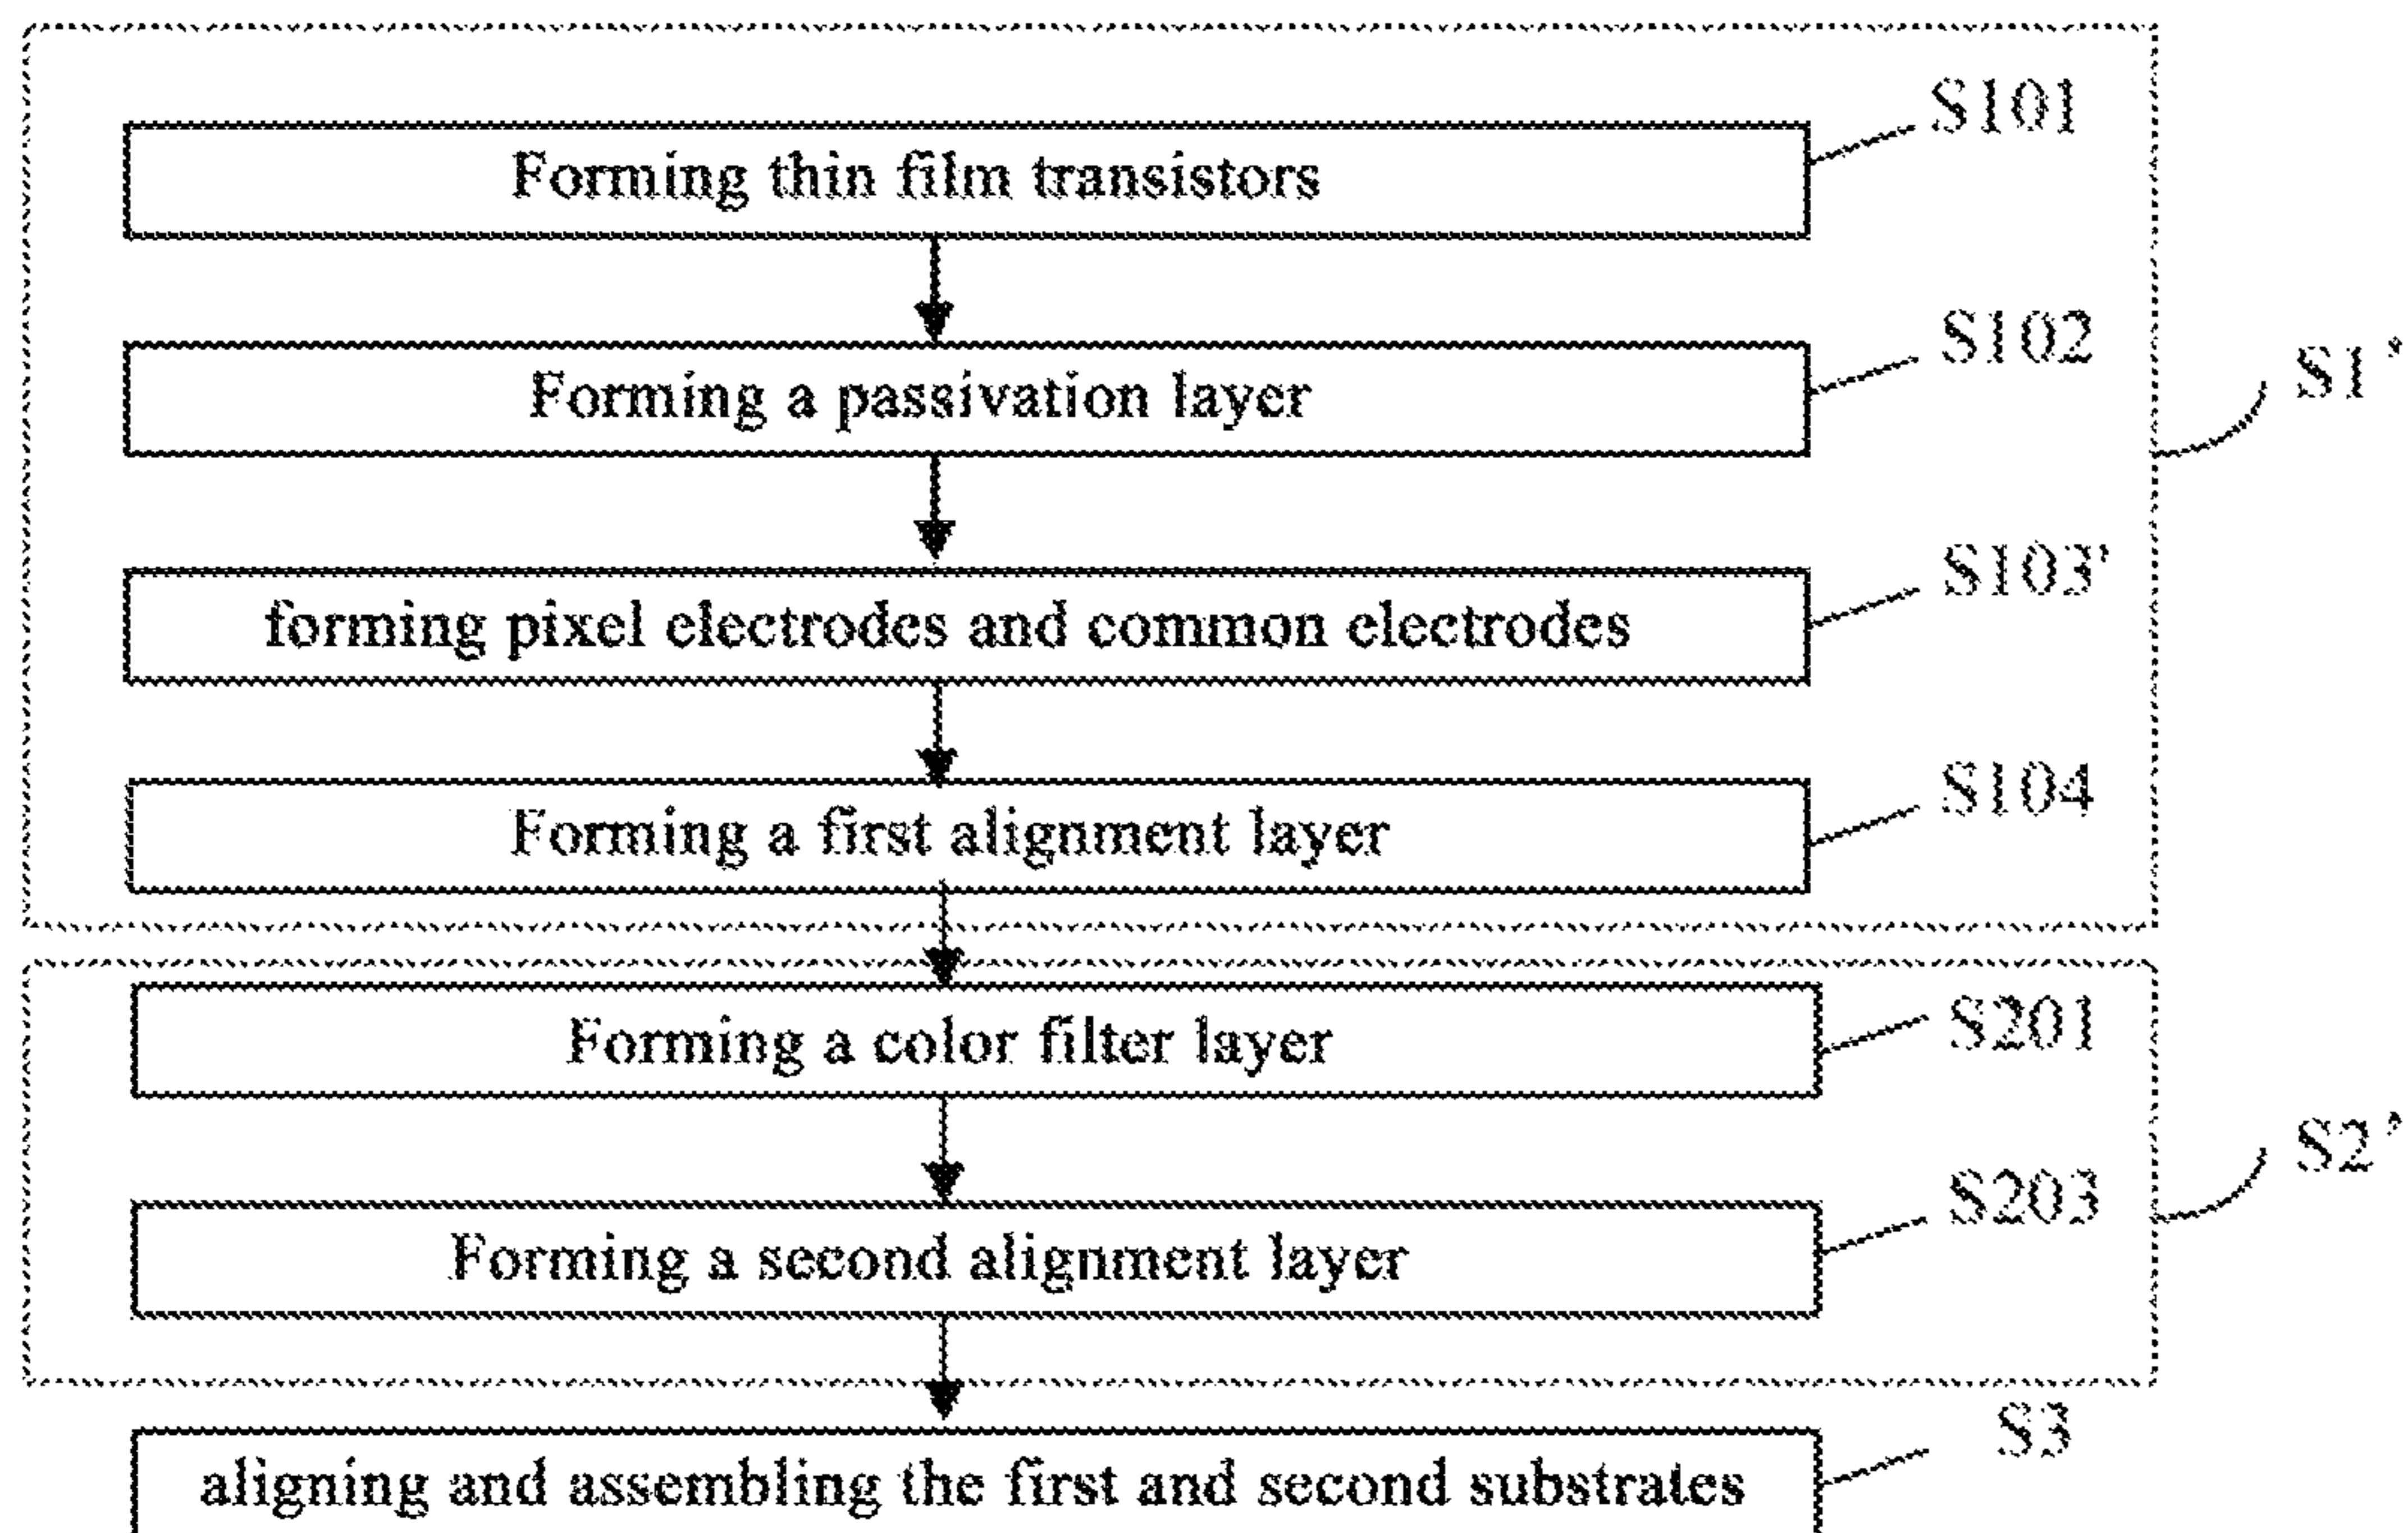 S101
Forming thin film transistors
S102
Forming a passivation layer
S1'
S103'
forming pixel electrodes and common electrodes
S104
Forming a first alignment layer
S201
Forming a color filter layer
S2'
S203
Forming a second alignment layer
S3
aligning and assembling the first and second substrates